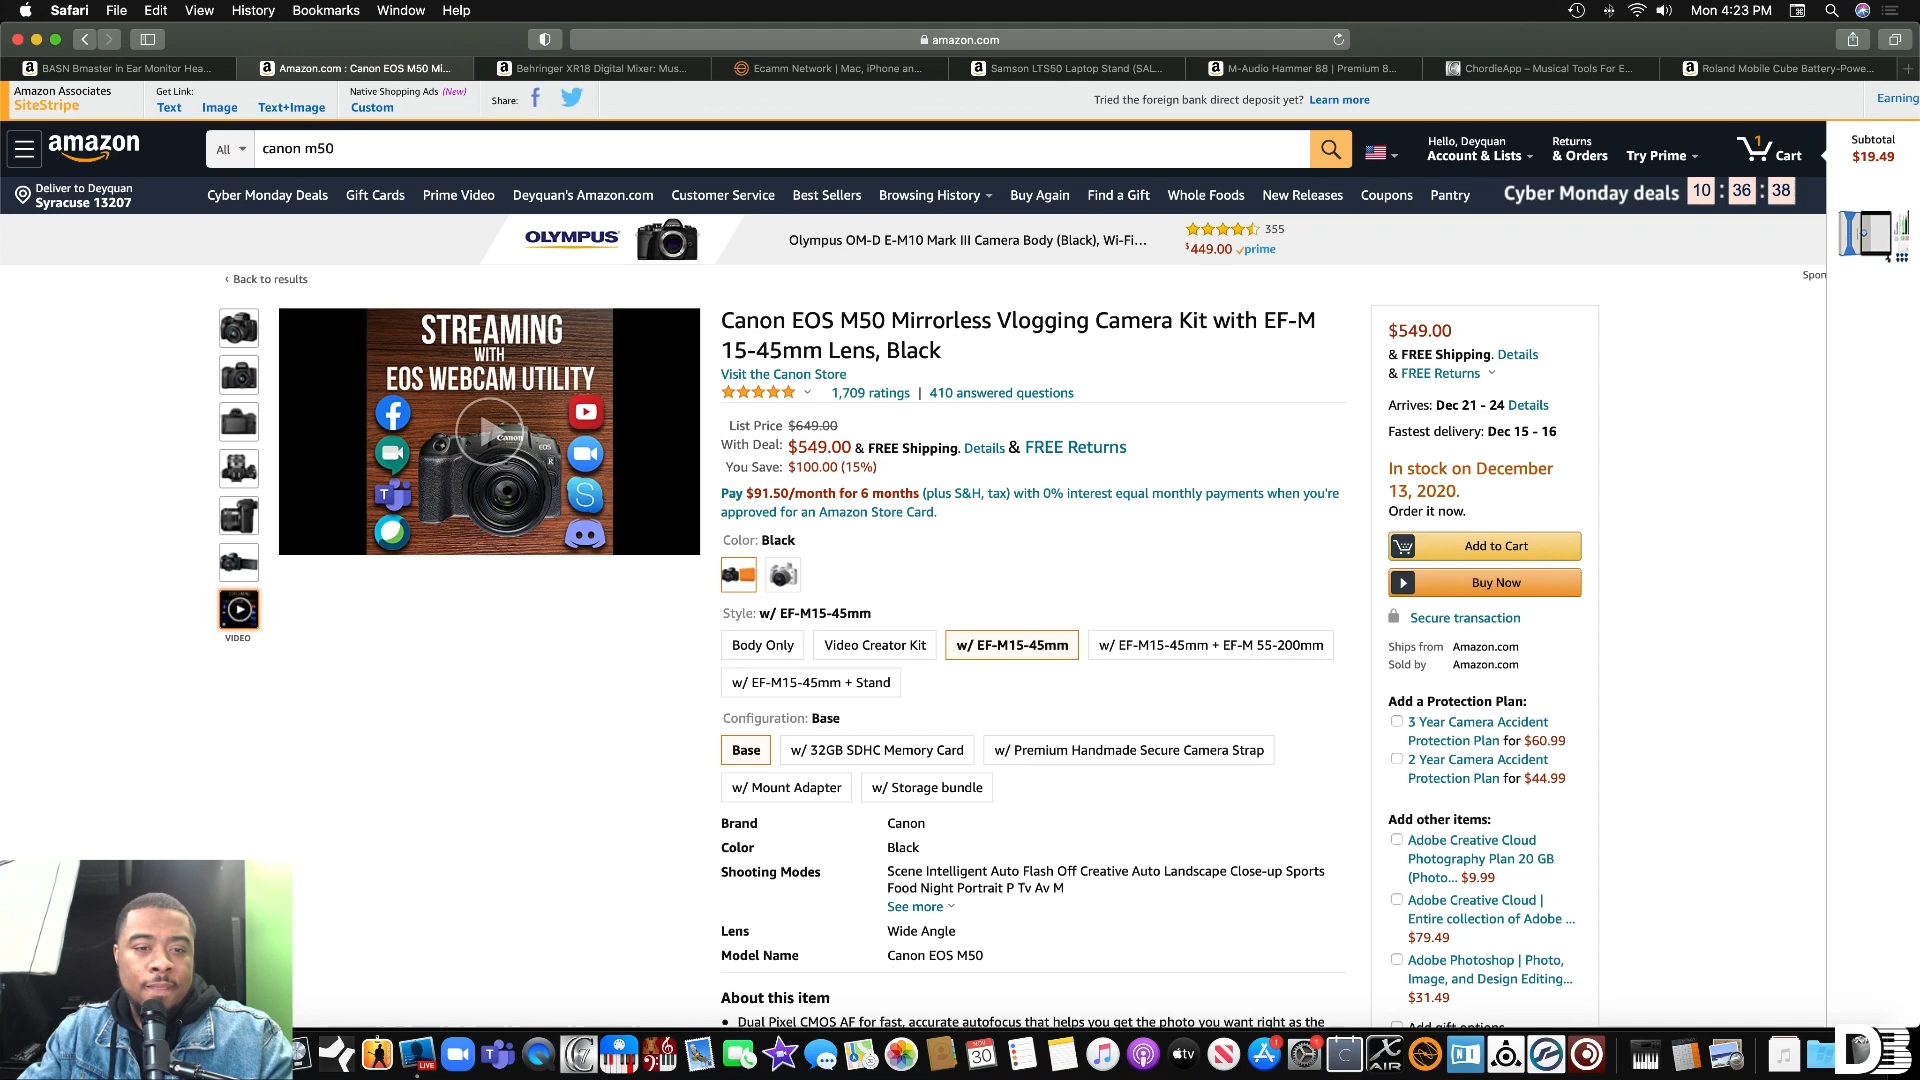 Safari File Edit View History Bookmarks Window Help
Mon 4:23 PM
amazon.com
BASN Bmaster in Ear Monitor Hea...
Amazon.com : Canon EOS M50 Mi...
Behringer XR18 Digital Mixer: Mus...
Ecamm Network | Mac, iPhone an...
Samson LTS50 Laptop Stand (SAL...
M-Audio Hammer 88 | Premium 8...
ChordieApp – Musical Tools For E...
Roland Mobile Cube Battery-Powe...
Amazon Associates
SiteStripe
Get Link:
Text Image Text+Image
Native Shopping Ads (New)
Custom
Share:
Tried the foreign bank direct deposit yet? Learn more
Earning
amazon
All
canon m50
Hello, Deyquan
Account & Lists
Returns
& Orders
Try Prime
1
Cart
Subtotal
$19.49
Deliver to Deyquan
Syracuse 13207
Cyber Monday Deals Gift Cards Prime Video Deyquan's Amazon.com Customer Service Best Sellers Browsing History Buy Again Find a Gift Whole Foods New Releases Coupons Pantry
Cyber Monday deals 10 : 36 : 38
OLYMPUS
Olympus OM-D E-M10 Mark III Camera Body (Black), Wi-Fi...
355
$449.00 prime
Spon
‹ Back to results
VIDEO
STREAMING
WITH
EOS WEBCAM UTILITY
Canon
EOS
R
Canon EOS M50 Mirrorless Vlogging Camera Kit with EF-M
15-45mm Lens, Black
Visit the Canon Store
1,709 ratings | 410 answered questions
List Price $649.00
With Deal: $549.00 & FREE Shipping. Details & FREE Returns
You Save: $100.00 (15%)
Pay $91.50/month for 6 months (plus S&H, tax) with 0% interest equal monthly payments when you're
approved for an Amazon Store Card.
Color: Black
Style: w/ EF-M15-45mm
Body Only
Video Creator Kit
w/ EF-M15-45mm
w/ EF-M15-45mm + EF-M 55-200mm
w/ EF-M15-45mm + Stand
Configuration: Base
Base
w/ 32GB SDHC Memory Card
w/ Premium Handmade Secure Camera Strap
w/ Mount Adapter
w/ Storage bundle
Brand Canon
Color Black
Shooting Modes Scene Intelligent Auto Flash Off Creative Auto Landscape Close-up Sports
Food Night Portrait P Tv Av M
See more
Lens Wide Angle
Model Name Canon EOS M50
About this item
• Dual Pixel CMOS AF for fast, accurate autofocus that helps you get the photo you want right as the
$549.00
& FREE Shipping. Details
& FREE Returns
Arrives: Dec 21 - 24 Details
Fastest delivery: Dec 15 - 16
In stock on December
13, 2020.
Order it now.
Add to Cart
Buy Now
Secure transaction
Ships from Amazon.com
Sold by Amazon.com
Add a Protection Plan:
3 Year Camera Accident
Protection Plan for $60.99
2 Year Camera Accident
Protection Plan for $44.99
Add other items:
Adobe Creative Cloud
Photography Plan 20 GB
(Photo... $9.99
Adobe Creative Cloud |
Entire collection of Adobe ...
$79.49
Adobe Photoshop | Photo,
Image, and Design Editing...
$31.49
Add gift options
LIVE
NOV
30
tv
AIR